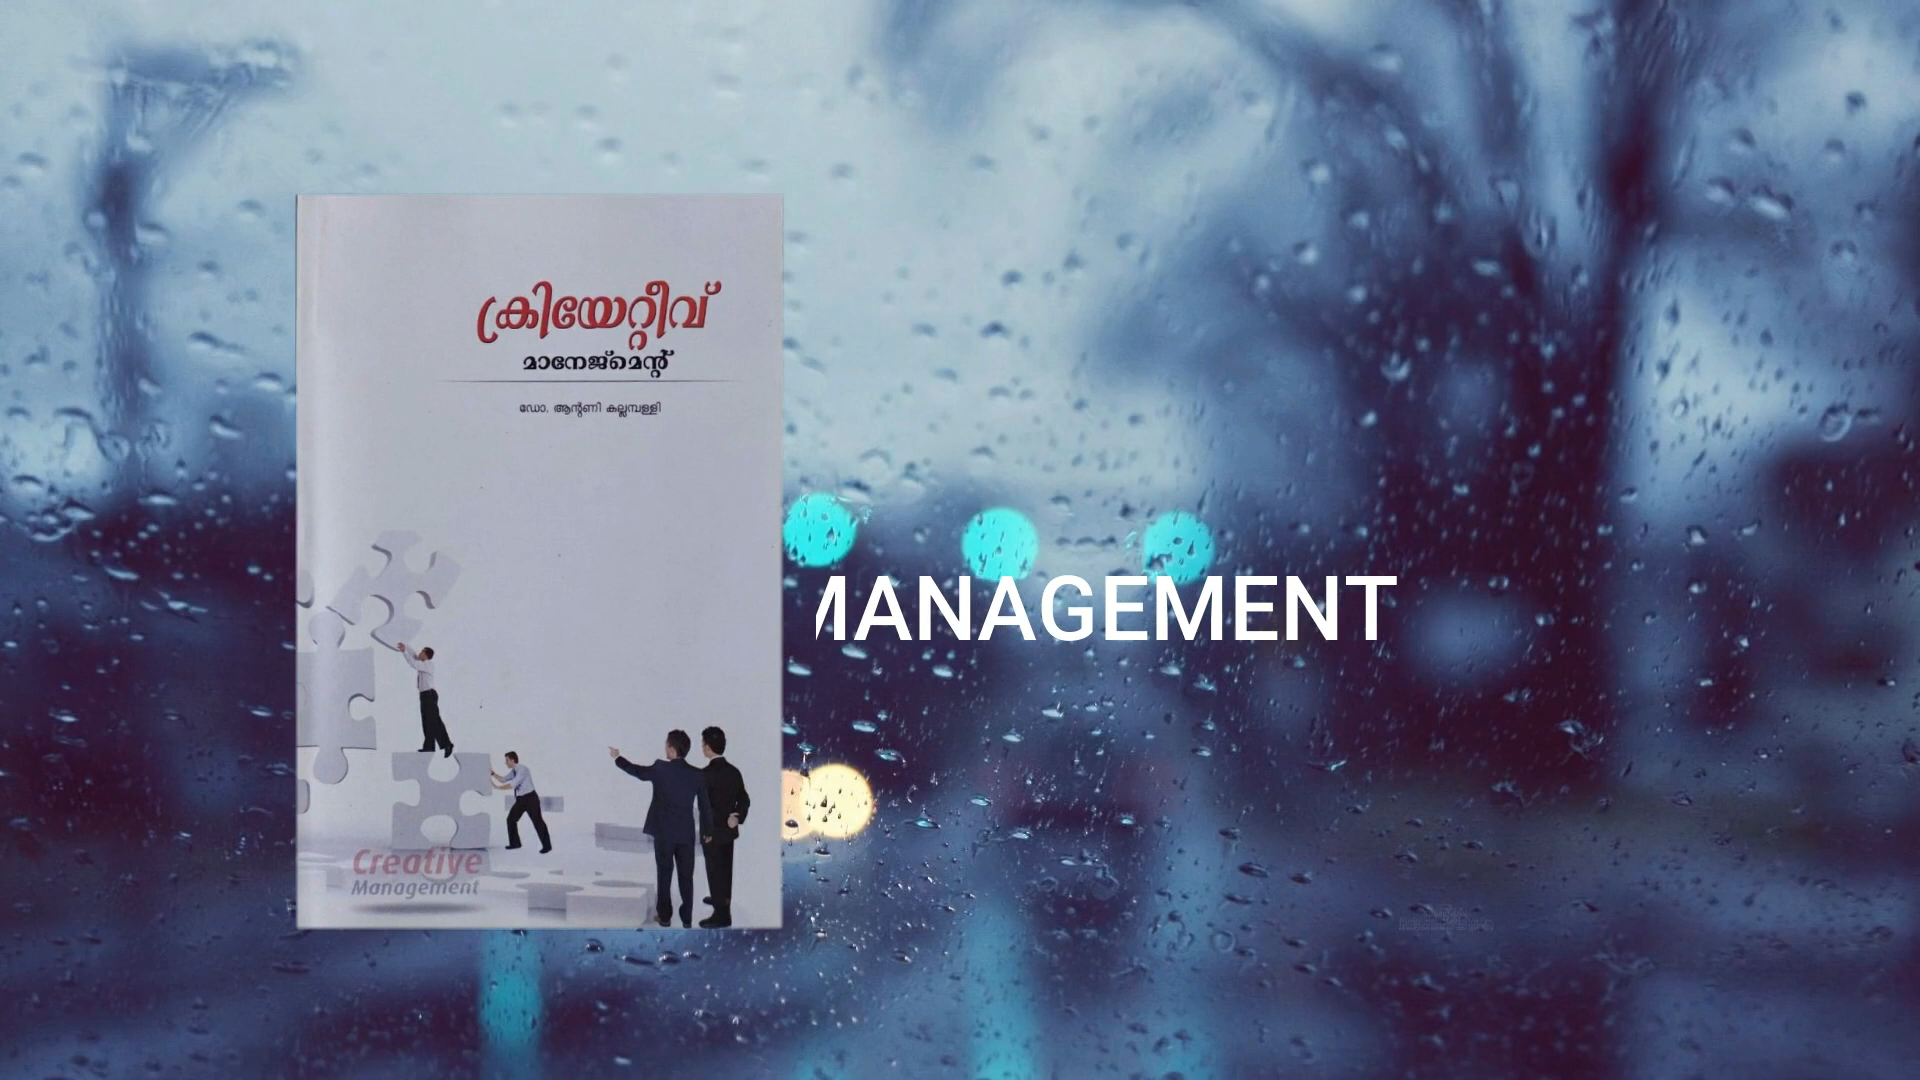 ക്രിയേറ്റീവ്
മാനേജ്മെന്റ്
ഡോ. ആന്റണി കല്ലമ്പള്ളി
MANAGEMENT
Creative
Management